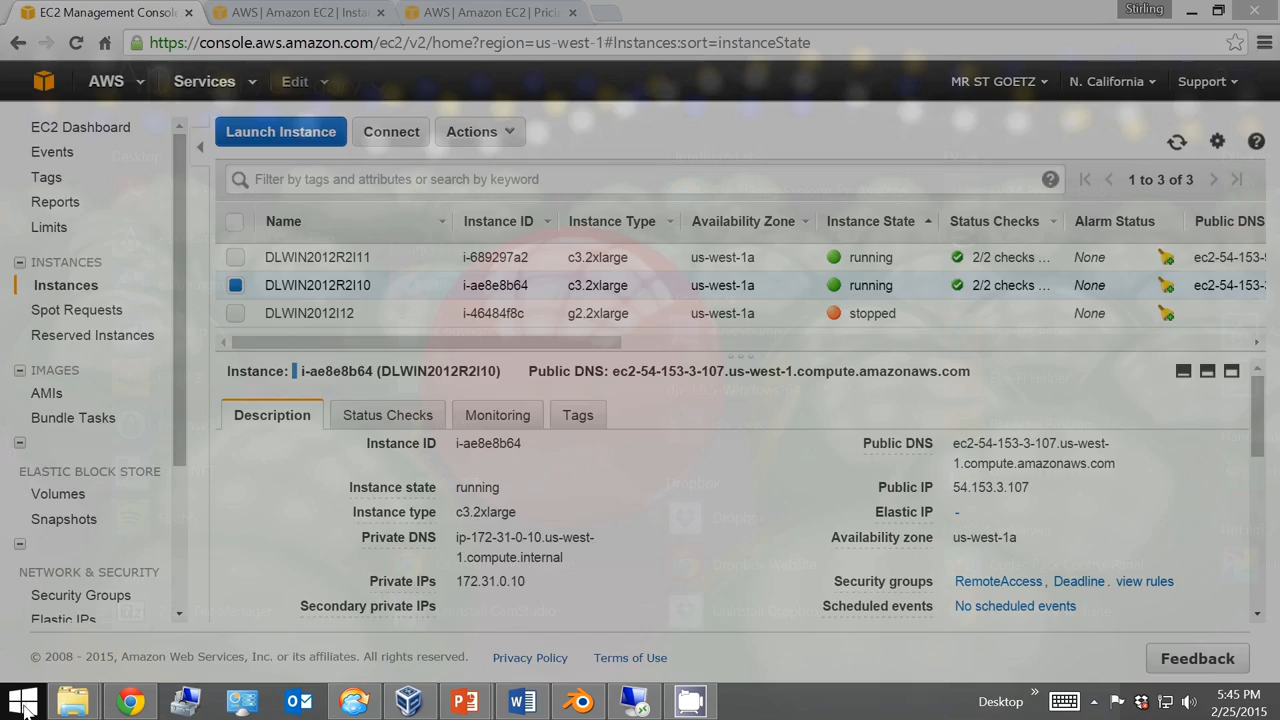 EC2 Management Consol
AWS | Amazon EC2 | Insta
AWS | Amazon EC2 | Prici
Stirling
https://console.aws.amazon.com/ec2/v2/home?region=us-west-1#Instances:sort=instanceState
AWS
Services
Edit
MR ST GOETZ
N. California
Support
EC2 Dashboard
Events
Tags
Reports
Limits
INSTANCES
Instances
Spot Requests
Reserved Instances
IMAGES
AMIs
Bundle Tasks
ELASTIC BLOCK STORE
Volumes
Snapshots
NETWORK & SECURITY
Security Groups
Elastic IPs
Launch Instance
Connect
Actions
Filter by tags and attributes or search by keyword
1 to 3 of 3
Name Instance ID Instance Type Availability Zone Instance State Status Checks Alarm Status Public DNS
DLWIN2012R2I11 i-689297a2 c3.2xlarge us-west-1a running 2/2 checks ... None ec2-54-153-
DLWIN2012R2I10 i-ae8e8b64 c3.2xlarge us-west-1a running 2/2 checks ... None ec2-54-153-
DLWIN2012I12 i-46484f8c g2.2xlarge us-west-1a stopped None
Instance: i-ae8e8b64 (DLWIN2012R2I10) Public DNS: ec2-54-153-3-107.us-west-1.compute.amazonaws.com
Description
Status Checks
Monitoring
Tags
Instance ID i-ae8e8b64
Instance state running
Instance type c3.2xlarge
Private DNS ip-172-31-0-10.us-west-
1.compute.internal
Private IPs 172.31.0.10
Secondary private IPs
Public DNS ec2-54-153-3-107.us-west-
1.compute.amazonaws.com
Public IP 54.153.3.107
Elastic IP -
Availability zone us-west-1a
Security groups RemoteAccess, Deadline. view rules
Scheduled events No scheduled events
Dropbox
Dropbox
Dropbox Website
© 2008 - 2015, Amazon Web Services, Inc. or its affiliates. All rights reserved.
Privacy Policy
Terms of Use
Feedback
Desktop
5:45 PM
2/25/2015